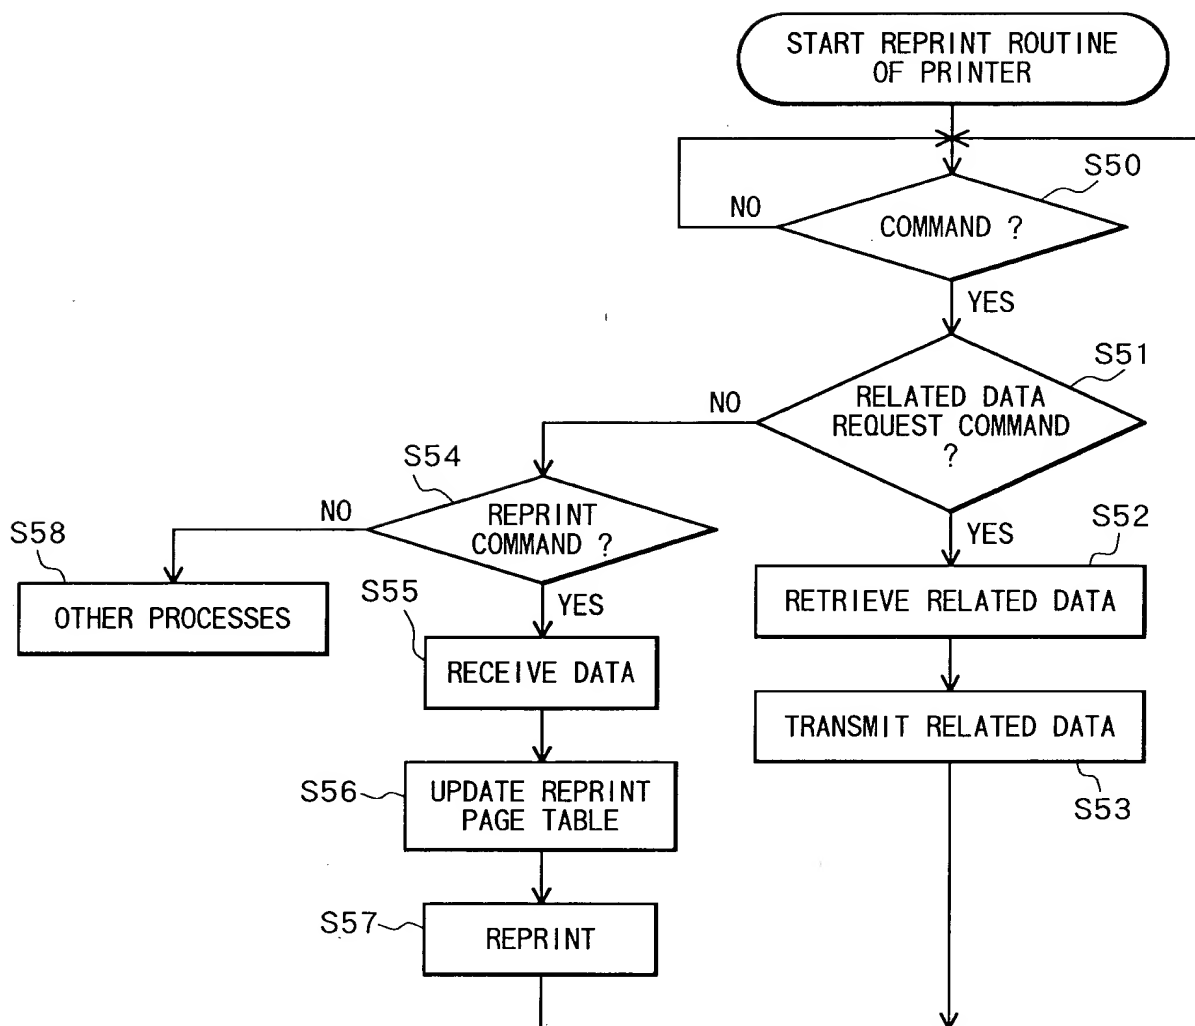 START REPRINT ROUTINE
OF PRINTER
S50
NO
COMMAND ?
YES
S51
NO
RELATED DATA
REQUEST COMMAND
?
S54
NO
REPRINT
COMMAND ?
YES
S52
S58
OTHER PROCESSES
S55
YES
RETRIEVE RELATED DATA
RECEIVE DATA
TRANSMIT RELATED DATA
S53
S56
UPDATE REPRINT
PAGE TABLE
S57
REPRINT